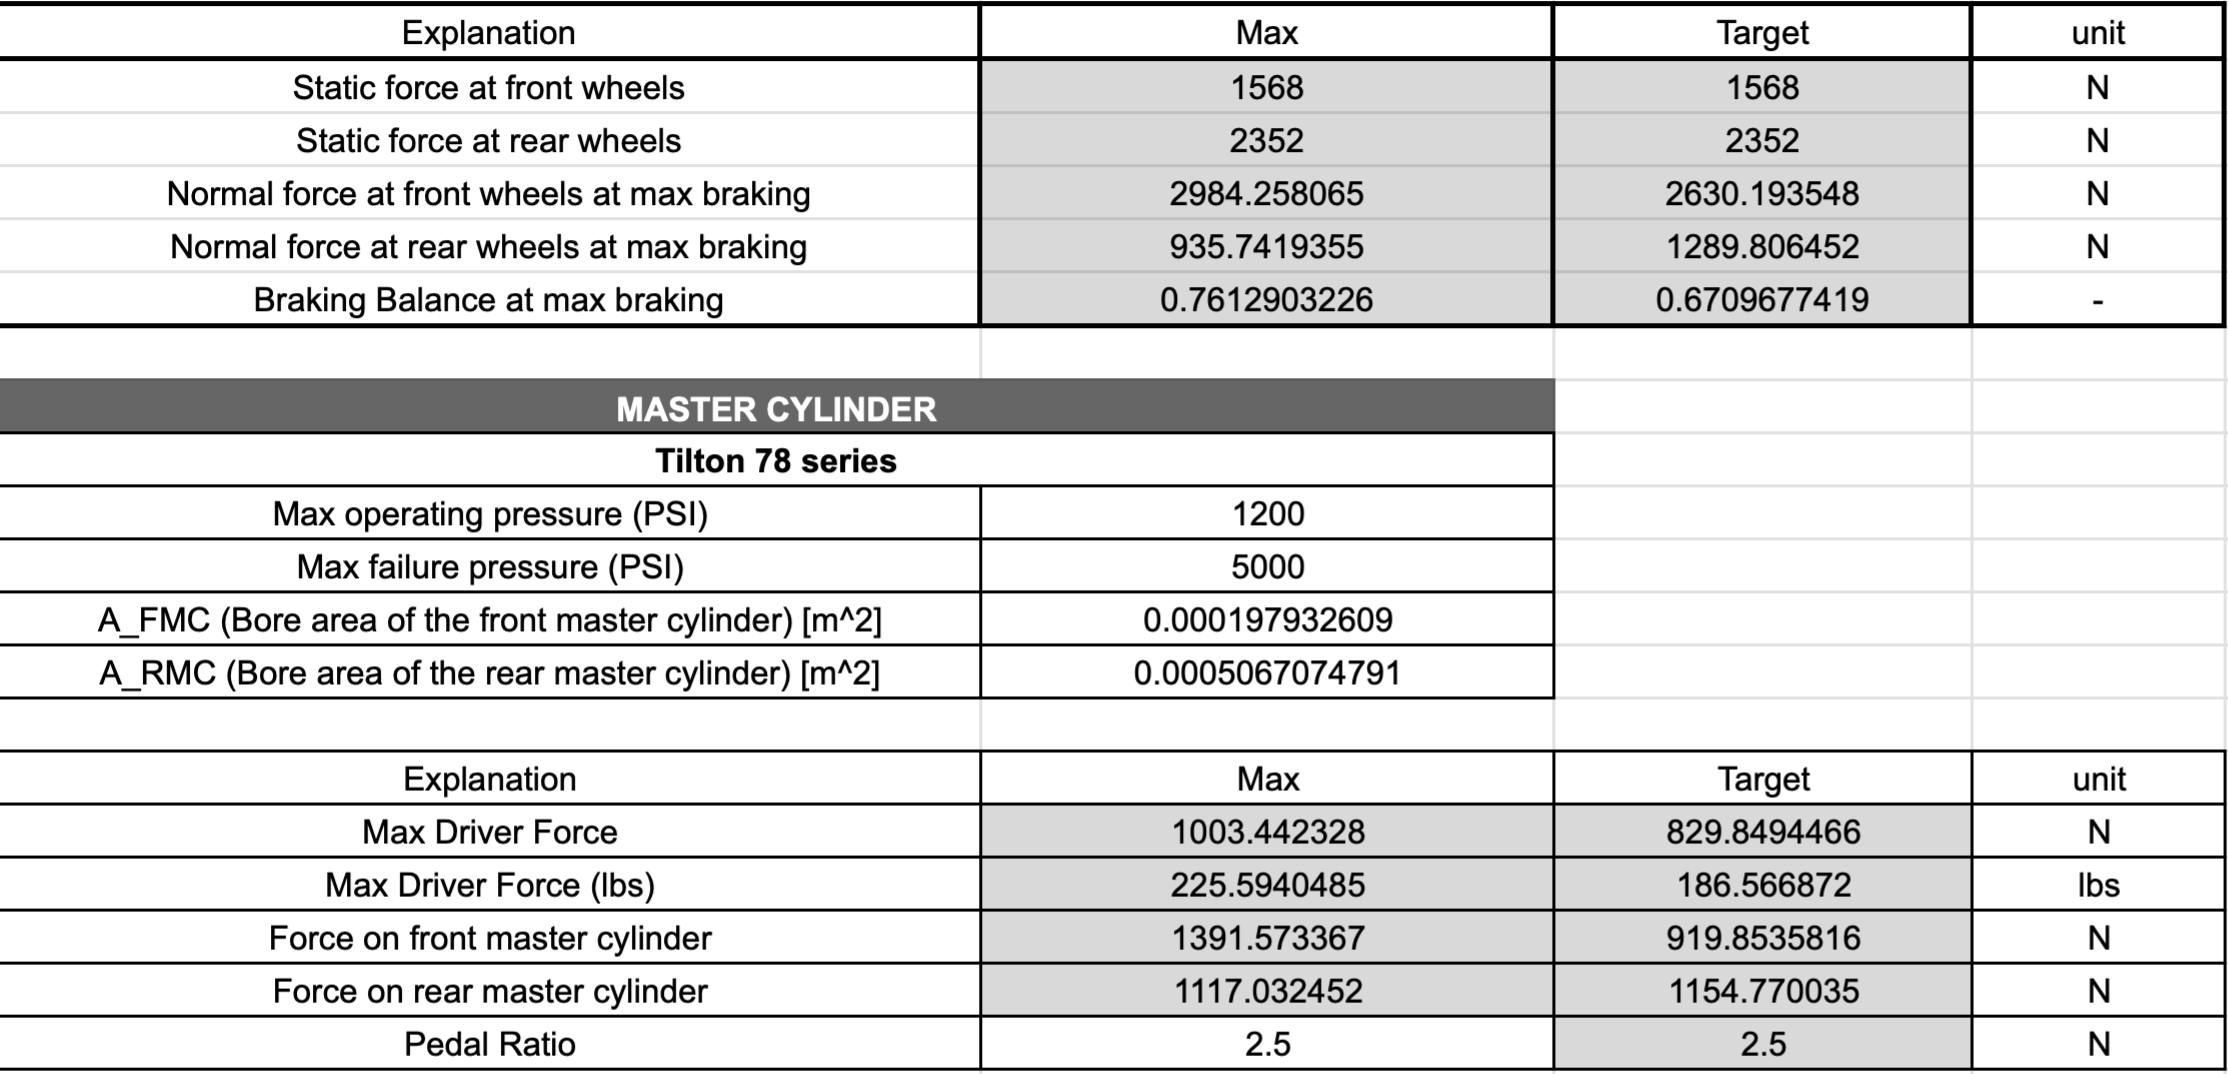 Explanation Max Target unit
Static force at front wheels 1568 1568 N
Static force at rear wheels 2352 2352 N
Normal force at front wheels at max braking 2984.258065 2630.193548 N
Normal force at rear wheels at max braking 935.7419355 1289.806452 N
Braking Balance at max braking 0.7612903226 0.6709677419 -
MASTER CYLINDER
Tilton 78 series
Max operating pressure (PSI) 1200
Max failure pressure (PSI) 5000
A_FMC (Bore area of the front master cylinder) [m^2] 0.000197932609
A_RMC (Bore area of the rear master cylinder) [m^2] 0.0005067074791
Explanation Max Target unit
Max Driver Force 1003.442328 829.8494466 N
Max Driver Force (lbs) 225.5940485 186.566872 lbs
Force on front master cylinder 1391.573367 919.8535816 N
Force on rear master cylinder 1117.032452 1154.770035 N
Pedal Ratio 2.5 2.5 N